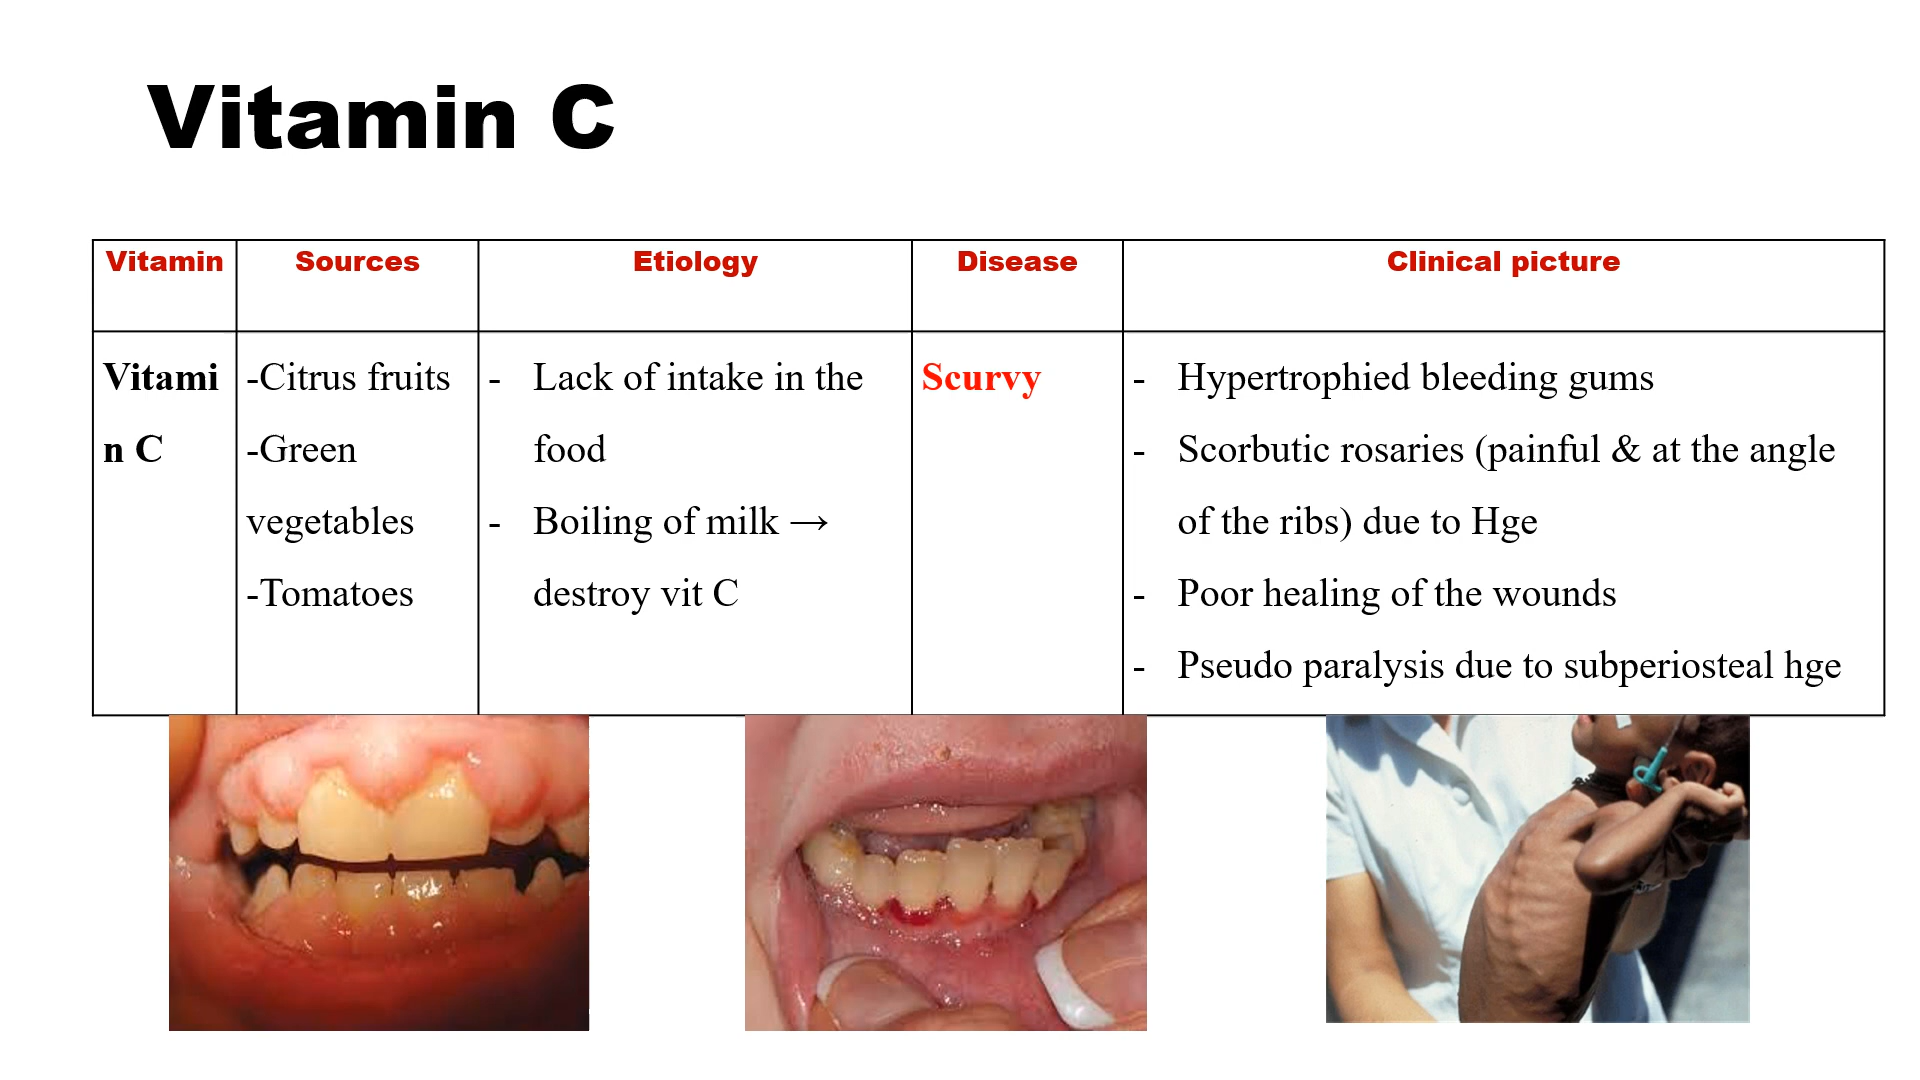 Vitamin C
Vitamin
Sources
Etiology
Disease
Clinical picture
Vitami
n C
-Citrus fruits
-Green
vegetables
-Tomatoes
- Lack of intake in the
food
- Boiling of milk →
destroy vit C
Scurvy
- Hypertrophied bleeding gums
- Scorbutic rosaries (painful & at the angle
of the ribs) due to Hge
- Poor healing of the wounds
- Pseudo paralysis due to subperiosteal hge